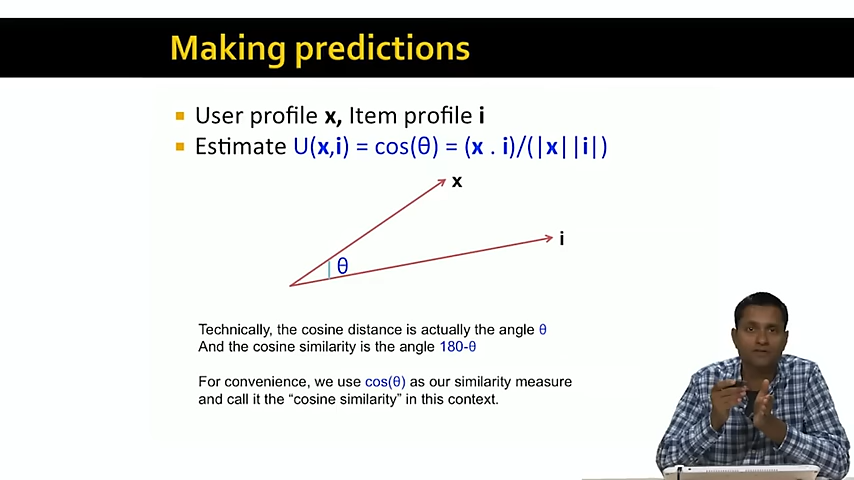 Making predictions
User profile x, Item profile i
Estimate U(x,i) = cos(θ) = (x . i)/(|x||i|)
x
i
θ
Technically, the cosine distance is actually the angle θ
And the cosine similarity is the angle 180-θ
For convenience, we use cos(θ) as our similarity measure
and call it the “cosine similarity” in this context.